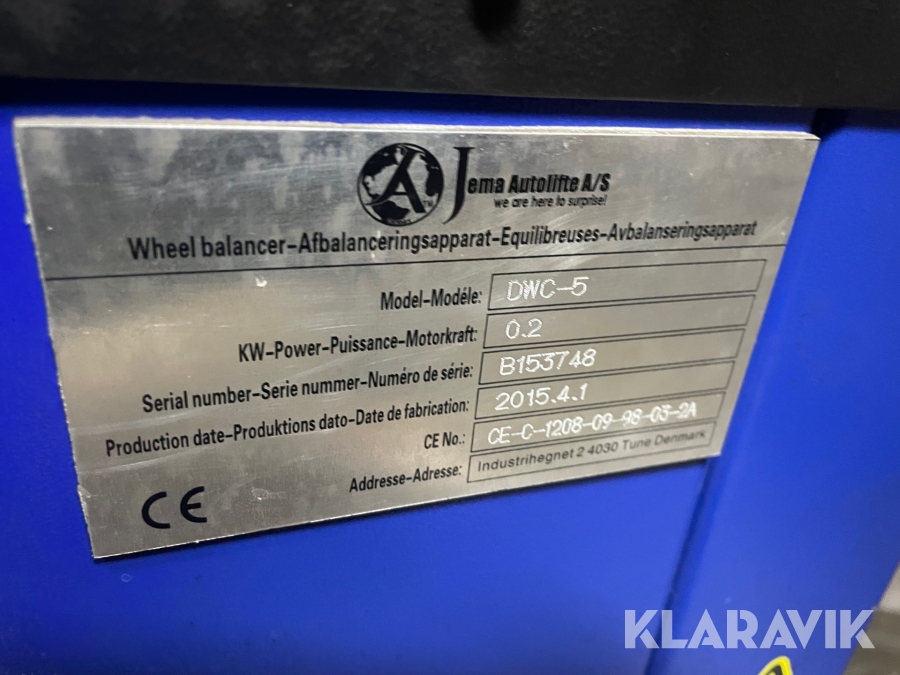 Jema Autolifte A/S
we are here to surprise!
Wheel balancer-Afbalanceringsapparat-Equilibreuses-Avbalanseringsapparat
Model-Modéle: DWC-5
KW-Power-Puissance-Motorkraft: 0.2
Serial number-Serie nummer-Numéro de série: B153748
Production date-Produktions dato-Date de fabrication: 2015.4.1
CE No.: CE-C-1208-09-98-03-2A
Addresse-Adresse: Industrihegnet 2 4030 Tune Denmark
CE
KLARAVIK